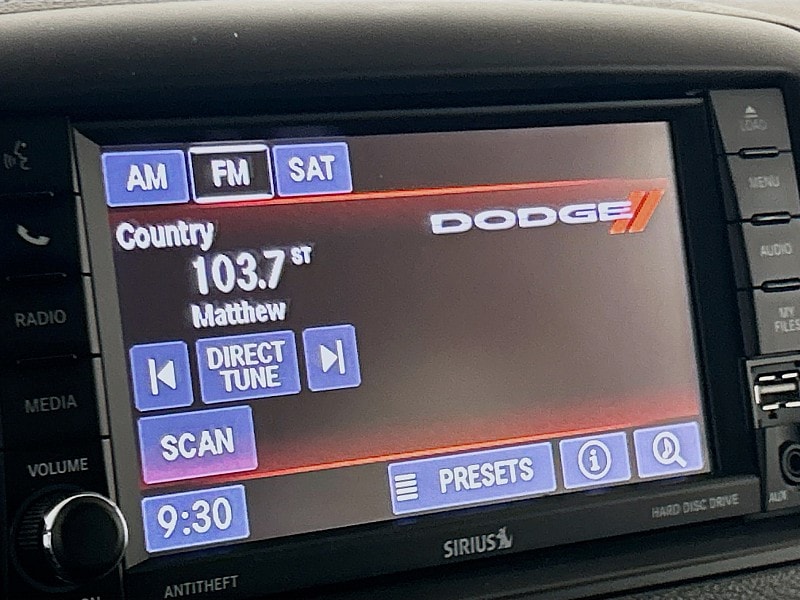 AM FM SAT
DODGE
Country
103.7 ST
Matthew
DIRECT
TUNE
SCAN
PRESETS
9:30
SIRIUS
HARD DISC DRIVE
ANTITHEFT
RADIO
MEDIA
VOLUME
LOAD
MENU
AUDIO
MY
FILES
AUX